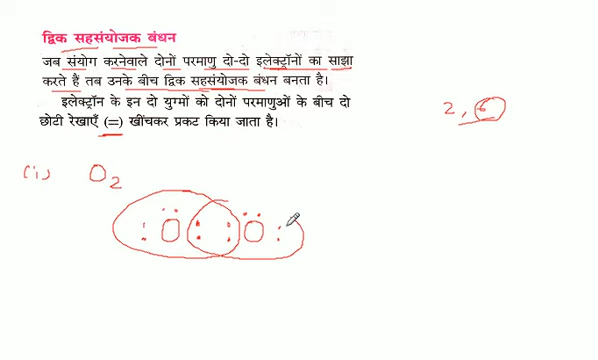 द्विक सहसंयोजक बंधन
जब संयोग करनेवाले दोनों परमाणु दो-दो इलेक्ट्रॉनों का साझा
करते हैं तब उनके बीच द्विक सहसंयोजक बंधन बनता है।
इलेक्ट्रॉन के इन दो युग्मों को दोनों परमाणुओं के बीच दो
छोटी रेखाएँ (=) खींचकर प्रकट किया जाता है।
2, 6
(i) O2
O O